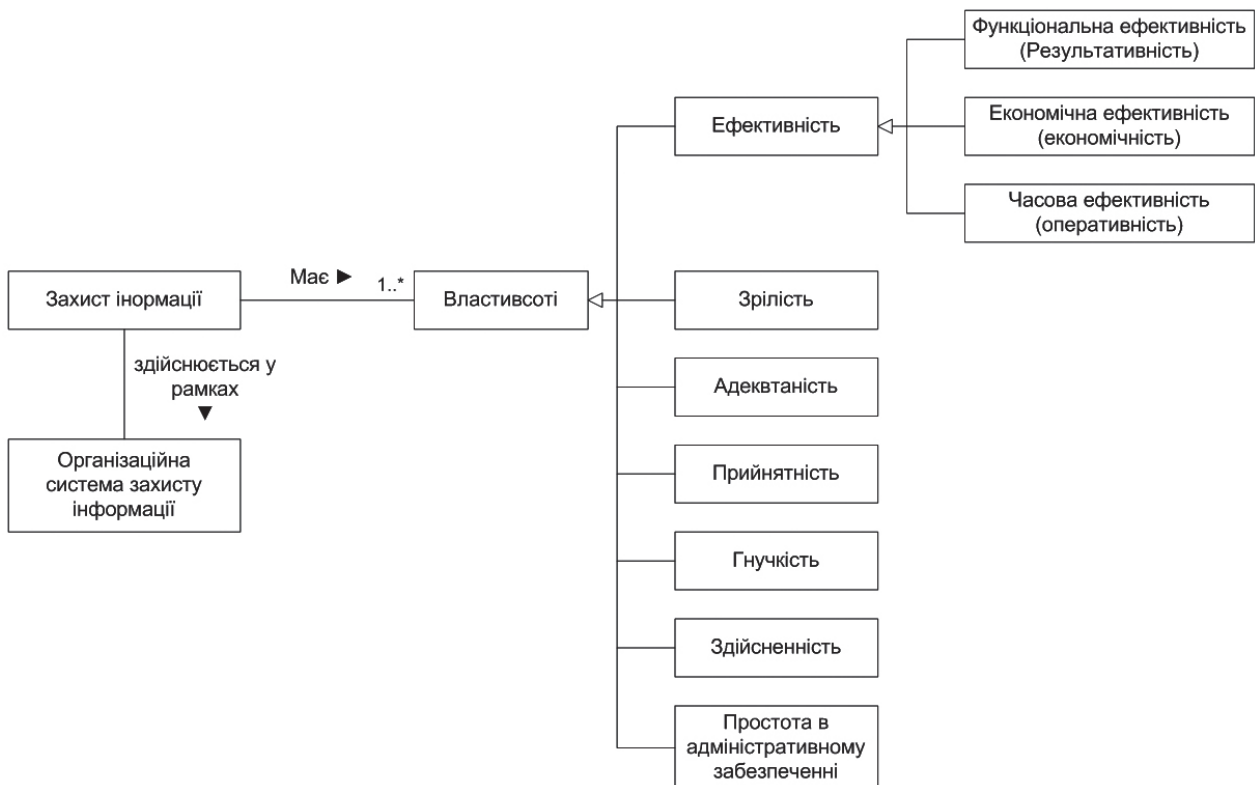 Функціональна ефективність
(Результативність)
Ефективність
Економічна ефективність
(економічність)
Часова ефективність
(оперативність)
Має ►
1..*
Захист інормації
Властивсоті
Зрілість
здійснюється у
рамках
▼
Адеквтаність
Організаційна
система захисту
інформації
Прийнятність
Гнучкість
Здійсненність
Простота в
адміністративному
забезпеченні